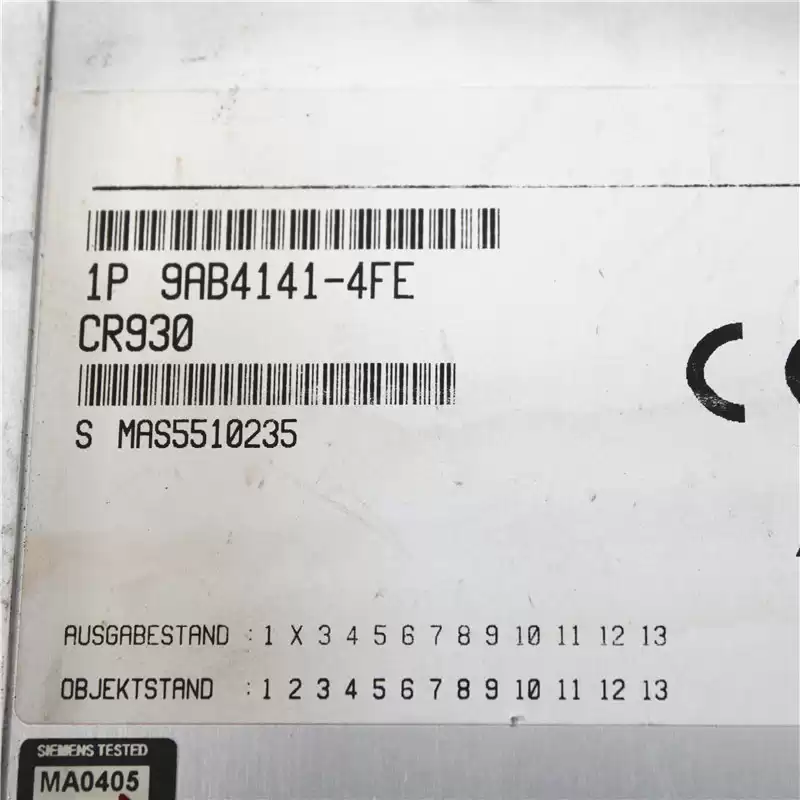 1P 9AB4141-4FE
CR930
S MAS5510235
C
AUSGABESTAND : 1 X 3 4 5 6 7 8 9 10 11 12 13
OBJEKTSTAND : 1 2 3 4 5 6 7 8 9 10 11 12 13
SIEMENS TESTED
MA0405